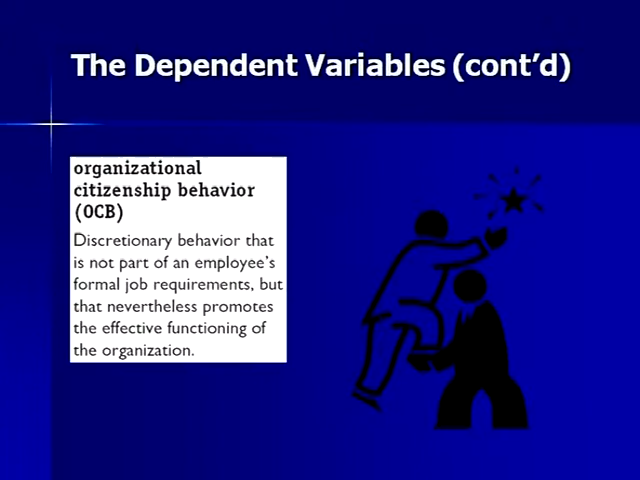 The Dependent Variables (cont’d)
organizational
citizenship behavior
(OCB)
Discretionary behavior that
is not part of an employee’s
formal job requirements, but
that nevertheless promotes
the effective functioning of
the organization.